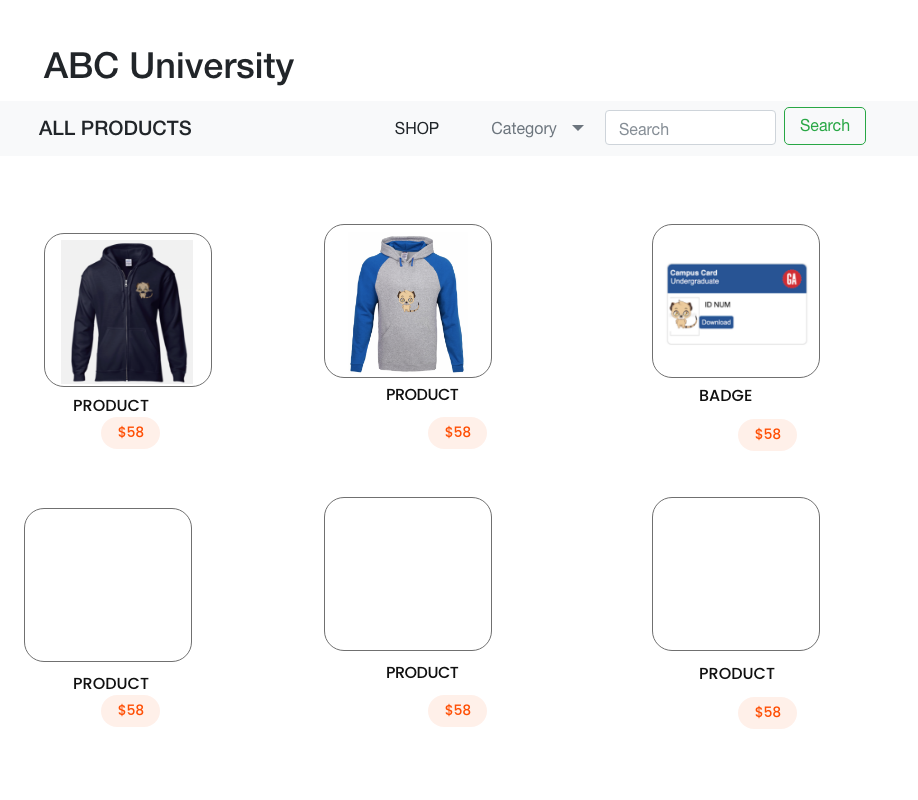 ABC University
ALL PRODUCTS
SHOP
Category
Search
Search
Campus Card
Undergraduate
GA
ID NUM
Download
PRODUCT
PRODUCT
BADGE
$58
$58
$58
PRODUCT
PRODUCT
PRODUCT
$58
$58
$58